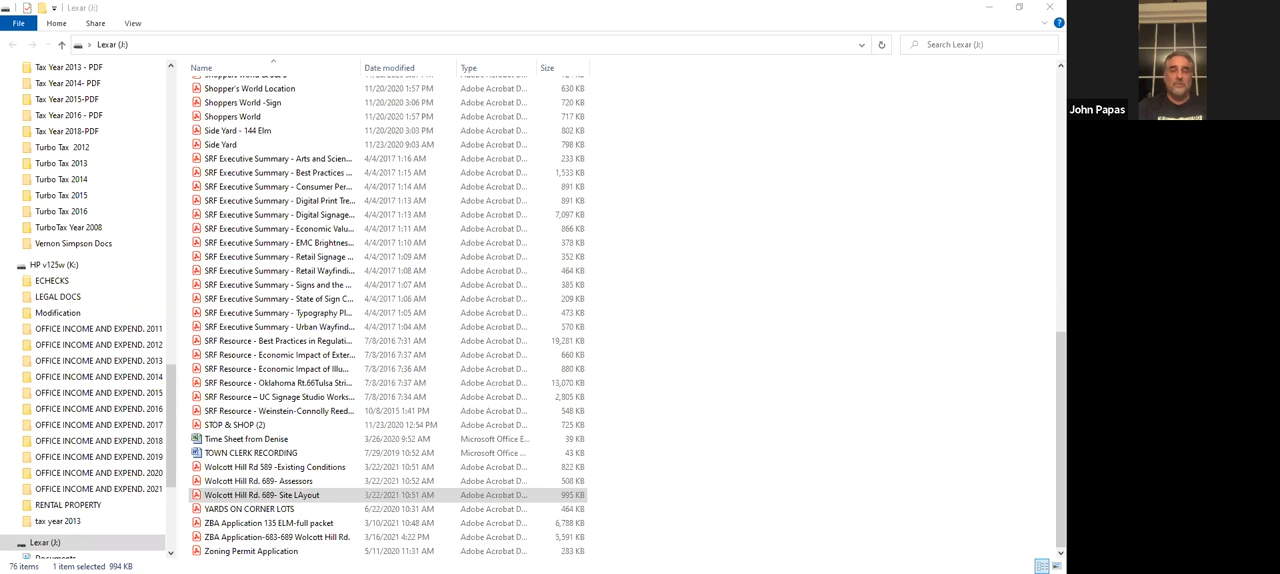 Lexar (J:)
File Home Share View
Lexar (J:)
Search Lexar (J:)
Tax Year 2013 - PDF
Tax Year 2014- PDF
Tax Year 2015-PDF
Tax Year 2016 - PDF
Tax Year 2018-PDF
Turbo Tax 2012
Turbo Tax 2013
Turbo Tax 2014
Turbo Tax 2015
Turbo Tax 2016
TurboTax Year 2008
Vernon Simpson Docs
HP v125w (K:)
ECHECKS
LEGAL DOCS
Modification
OFFICE INCOME AND EXPEND. 2011
OFFICE INCOME AND EXPEND. 2012
OFFICE INCOME AND EXPEND. 2013
OFFICE INCOME AND EXPEND. 2014
OFFICE INCOME AND EXPEND. 2015
OFFICE INCOME AND EXPEND. 2016
OFFICE INCOME AND EXPEND. 2017
OFFICE INCOME AND EXPEND. 2018
OFFICE INCOME AND EXPEND. 2019
OFFICE INCOME AND EXPEND. 2020
OFFICE INCOME AND EXPEND. 2021
RENTAL PROPERTY
tax year 2013
Lexar (J:)
Documents
Name Date modified Type Size
Shopper's World Location 11/20/2020 1:57 PM Adobe Acrobat D... 630 KB
Shoppers World -Sign 11/20/2020 3:06 PM Adobe Acrobat D... 720 KB
Shoppers World 11/20/2020 1:57 PM Adobe Acrobat D... 717 KB
Side Yard - 144 Elm 11/20/2020 3:03 PM Adobe Acrobat D... 802 KB
Side Yard 11/23/2020 9:03 AM Adobe Acrobat D... 798 KB
SRF Executive Summary - Arts and Scien... 4/4/2017 1:16 AM Adobe Acrobat D... 233 KB
SRF Executive Summary - Best Practices ... 4/4/2017 1:15 AM Adobe Acrobat D... 1,533 KB
SRF Executive Summary - Consumer Per... 4/4/2017 1:14 AM Adobe Acrobat D... 891 KB
SRF Executive Summary - Digital Print Tre... 4/4/2017 1:13 AM Adobe Acrobat D... 891 KB
SRF Executive Summary - Digital Signage... 4/4/2017 1:13 AM Adobe Acrobat D... 7,097 KB
SRF Executive Summary - Economic Valu... 4/4/2017 1:11 AM Adobe Acrobat D... 866 KB
SRF Executive Summary - EMC Brightnes... 4/4/2017 1:10 AM Adobe Acrobat D... 378 KB
SRF Executive Summary - Retail Signage ... 4/4/2017 1:09 AM Adobe Acrobat D... 352 KB
SRF Executive Summary - Retail Wayfindi... 4/4/2017 1:08 AM Adobe Acrobat D... 464 KB
SRF Executive Summary - Signs and the ... 4/4/2017 1:07 AM Adobe Acrobat D... 385 KB
SRF Executive Summary - State of Sign C... 4/4/2017 1:06 AM Adobe Acrobat D... 209 KB
SRF Executive Summary - Typography Pl... 4/4/2017 1:05 AM Adobe Acrobat D... 473 KB
SRF Executive Summary - Urban Wayfind... 4/4/2017 1:04 AM Adobe Acrobat D... 570 KB
SRF Resource - Best Practices in Regulati... 7/8/2016 7:31 AM Adobe Acrobat D... 19,281 KB
SRF Resource - Economic Impact of Exter... 7/8/2016 7:34 AM Adobe Acrobat D... 660 KB
SRF Resource - Economic Impact of Illu... 7/8/2016 7:36 AM Adobe Acrobat D... 880 KB
SRF Resource - Oklahoma Rt.66Tulsa Stri... 7/8/2016 7:37 AM Adobe Acrobat D... 13,070 KB
SRF Resource – UC Signage Studio Works... 7/8/2016 7:34 AM Adobe Acrobat D... 2,805 KB
SRF Resource - Weinstein-Connolly Reed... 10/8/2015 1:41 PM Adobe Acrobat D... 548 KB
STOP & SHOP (2) 11/23/2020 12:54 PM Adobe Acrobat D... 725 KB
Time Sheet from Denise 3/26/2020 9:52 AM Microsoft Office E... 39 KB
TOWN CLERK RECORDING 7/29/2019 10:52 AM Microsoft Office ... 43 KB
Wolcott Hill Rd 589 -Existing Conditions 3/22/2021 10:51 AM Adobe Acrobat D... 822 KB
Wolcott Hill Rd. 689- Assessors 3/22/2021 10:52 AM Adobe Acrobat D... 508 KB
Wolcott Hill Rd. 689- Site LAyout 3/22/2021 10:51 AM Adobe Acrobat D... 995 KB
YARDS ON CORNER LOTS 6/22/2020 10:31 AM Adobe Acrobat D... 464 KB
ZBA Application 135 ELM-full packet 3/10/2021 10:48 AM Adobe Acrobat D... 6,788 KB
ZBA Application-683-689 Wolcott Hill Rd. 3/16/2021 4:22 PM Adobe Acrobat D... 5,591 KB
Zoning Permit Application 5/11/2020 11:31 AM Adobe Acrobat D... 283 KB
76 items 1 item selected 994 KB
John Papas